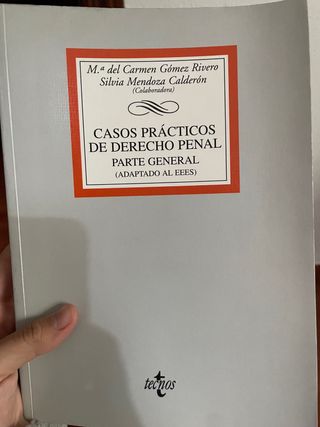 M.ª del Carmen Gómez Rivero
Silvia Mendoza Calderón
(Colaboradora)
CASOS PRÁCTICOS
DE DERECHO PENAL
PARTE GENERAL
(ADAPTADO AL EEES)
tecnos